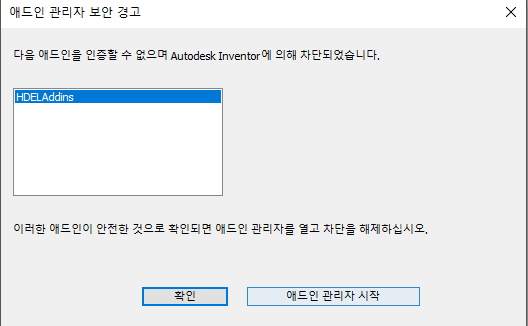 애드인 관리자 보안 경고
다음 애드인을 인증할 수 없으며 Autodesk Inventor에 의해 차단되었습니다.
HDELAddins
이러한 애드인이 안전한 것으로 확인되면 애드인 관리자를 열고 차단을 해제하십시오.
확인
애드인 관리자 시작